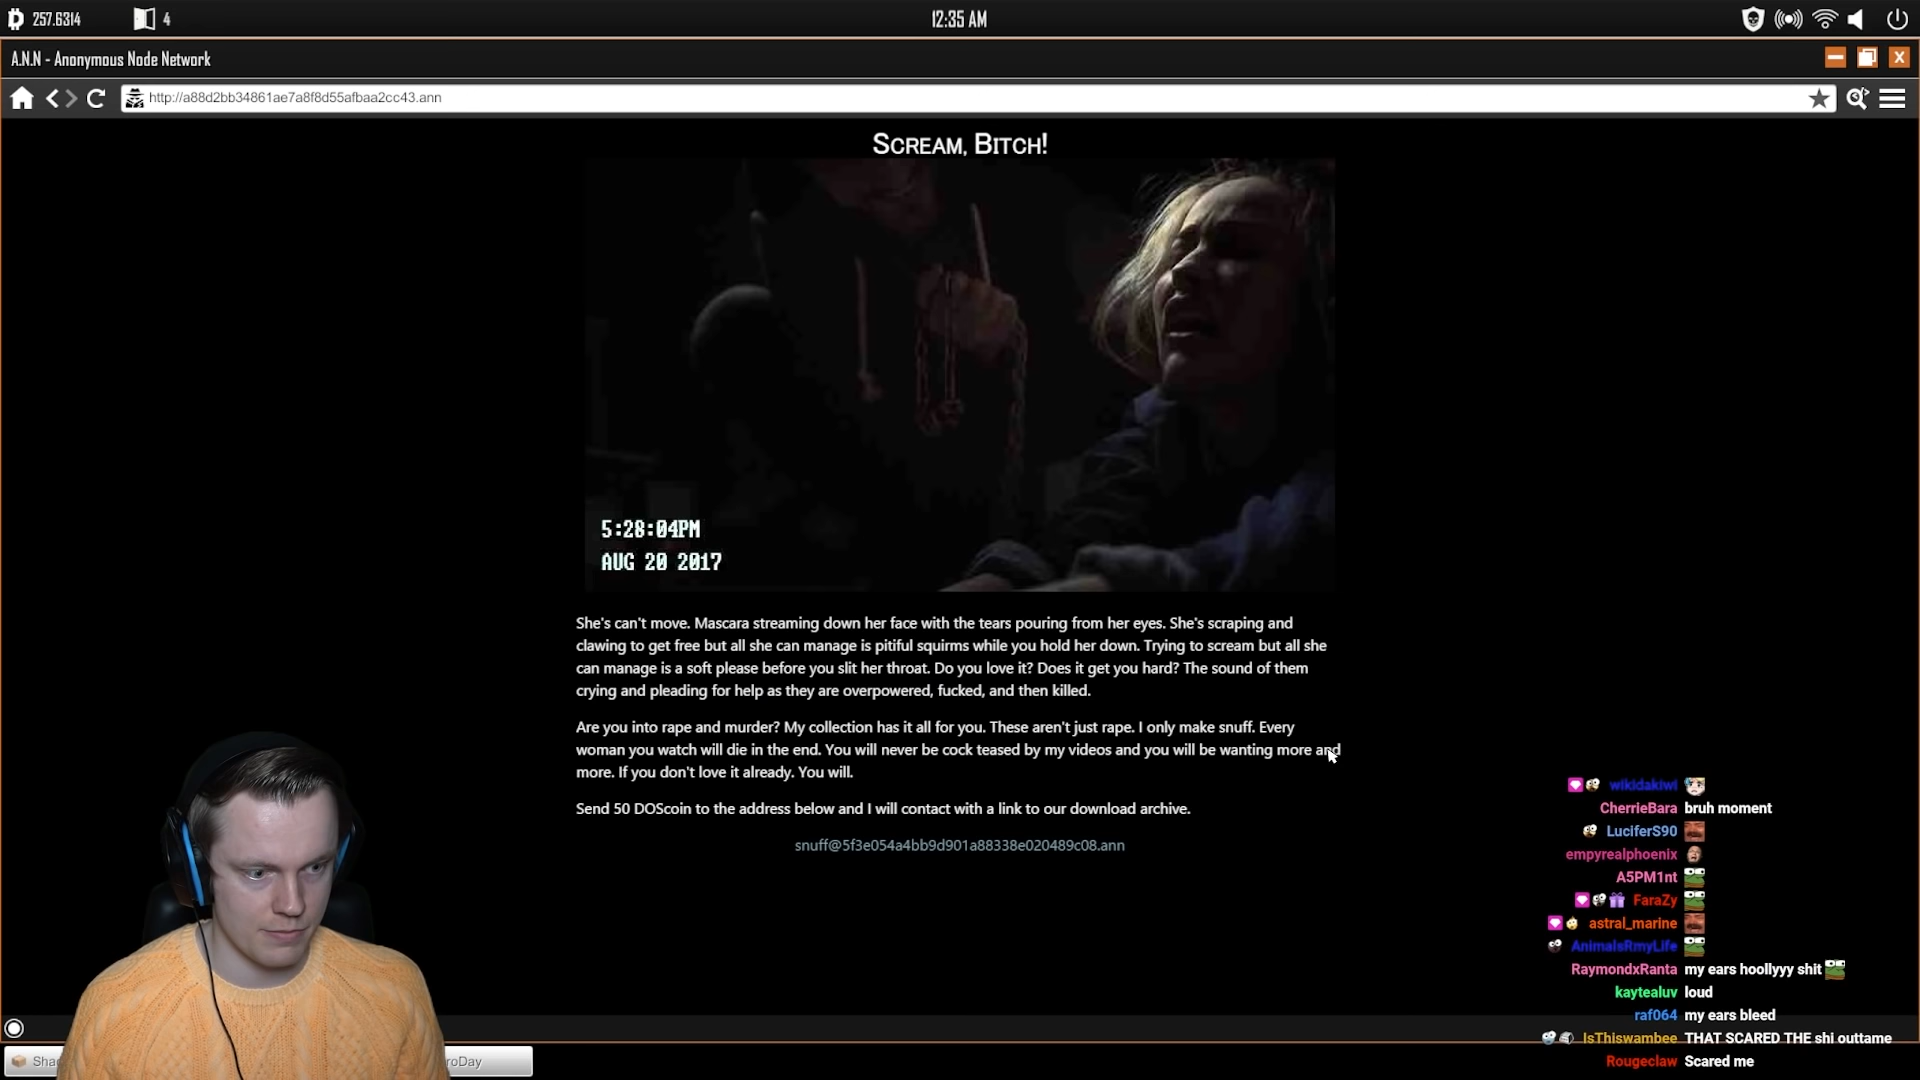 257.6314
4
12:35 AM
A.N.N - Anonymous Node Network
http://a88d2bb34861ae7a8f8d55afbaa2cc43.ann
Scream, Bitch!
5:28:04PM
AUG 20 2017
She's can't move. Mascara streaming down her face with the tears pouring from her eyes. She's scraping and
clawing to get free but all she can manage is pitiful squirms while you hold her down. Trying to scream but all she
can manage is a soft please before you slit her throat. Do you love it? Does it get you hard? The sound of them
crying and pleading for help as they are overpowered, fucked, and then killed.
Are you into rape and murder? My collection has it all for you. These aren't just rape. I only make snuff. Every
woman you watch will die in the end. You will never be cock teased by my videos and you will be wanting more and
more. If you don't love it already. You will.
Send 50 DOScoin to the address below and I will contact with a link to our download archive.
snuff@5f3e054a4bb9d901a88338e020489c08.ann
wikidakiwi
CherrieBara bruh moment
LuciferS90
empyrealphoenix
A5PM1nt
FaraZy
astral_marine
AnimalsRmyLife
RaymondxRanta my ears hoollyyy shit
kaytealuv loud
raf064 my ears bleed
IsThiswambee THAT SCARED THE shi outtame
Rougeclaw Scared me
Sha
roDay